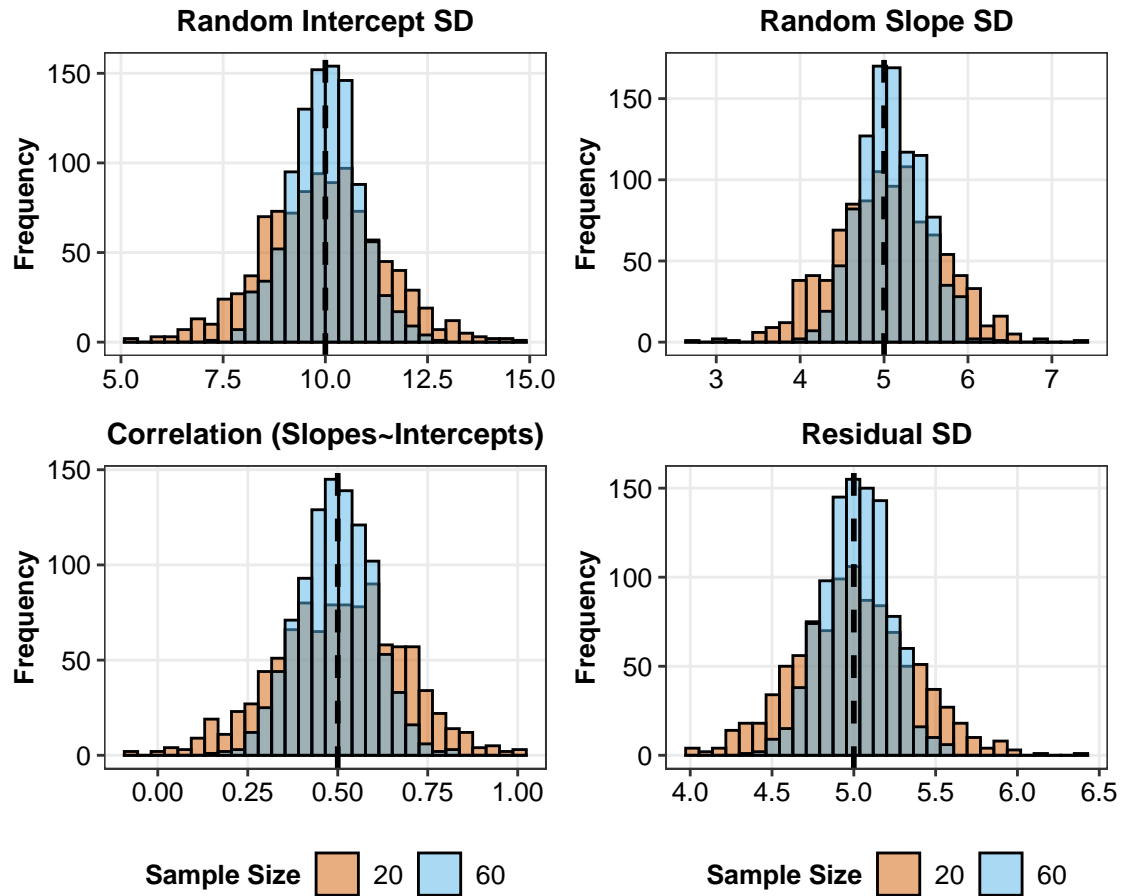 Random Intercept SD
Frequency
150
100
50
0
5.0 7.5 10.0 12.5 15.0
Random Slope SD
Frequency
150
100
50
0
3 4 5 6 7
Correlation (Slopes~Intercepts)
Frequency
150
100
50
0
0.00 0.25 0.50 0.75 1.00
Residual SD
Frequency
150
100
50
0
4.0 4.5 5.0 5.5 6.0 6.5
Sample Size 20 60
Sample Size 20 60